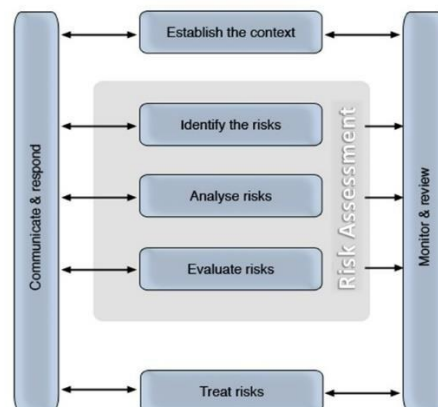 Establish the context
Communicate & respond
Identify the risks
Analyse risks
Evaluate risks
Risk Assessment
Monitor & review
Treat risks